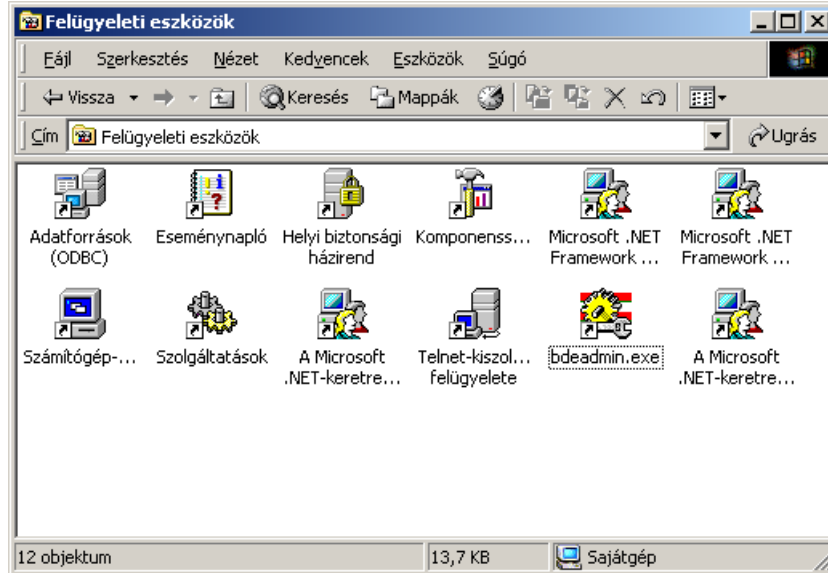 Felügyeleti eszközök
Fájl Szerkesztés Nézet Kedvencek Eszközök Súgó
Vissza Keresés Mappák
Cím Felügyeleti eszközök Ugrás
Adatforrások Eseménynapló Helyi biztonsági Komponenss... Microsoft .NET Microsoft .NET
(ODBC) házirend Framework ... Framework ...
Számítógép-... Szolgáltatások A Microsoft Telnet-kiszol... bdeadmin.exe A Microsoft
.NET-keretre... felügyelete .NET-keretre...
12 objektum 13,7 KB Sajátgép